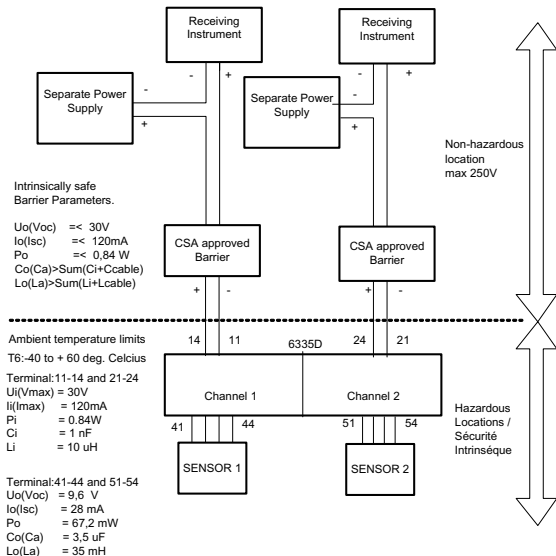 Receiving
Instrument
Receiving
Instrument
-
+
-
+
Separate Power
Supply
-
+
Separate Power
Supply
-
+
Non-hazardous
location
max 250V
Intrinsically safe
Barrier Parameters.
Uo(Voc) =< 30V
Io(Isc) =< 120mA
Po =< 0,84 W
Co(Ca)>Sum(Ci+Ccable)
Lo(La)>Sum(Li+Lcable)
CSA approved
Barrier
CSA approved
Barrier
+ -
+ -
Ambient temperature limits
T6:-40 to + 60 deg. Celcius
14 11
6335D
24 21
Terminal:11-14 and 21-24
Ui(Vmax) = 30V
Ii(Imax) = 120mA
Pi = 0.84W
Ci = 1 nF
Li = 10 uH
Channel 1
Channel 2
41 44
51 54
Hazardous
Locations /
Sécurité
Intrinséque
SENSOR 1
SENSOR 2
Terminal:41-44 and 51-54
Uo(Voc) = 9,6 V
Io(Isc) = 28 mA
Po = 67,2 mW
Co(Ca) = 3,5 uF
Lo(La) = 35 mH